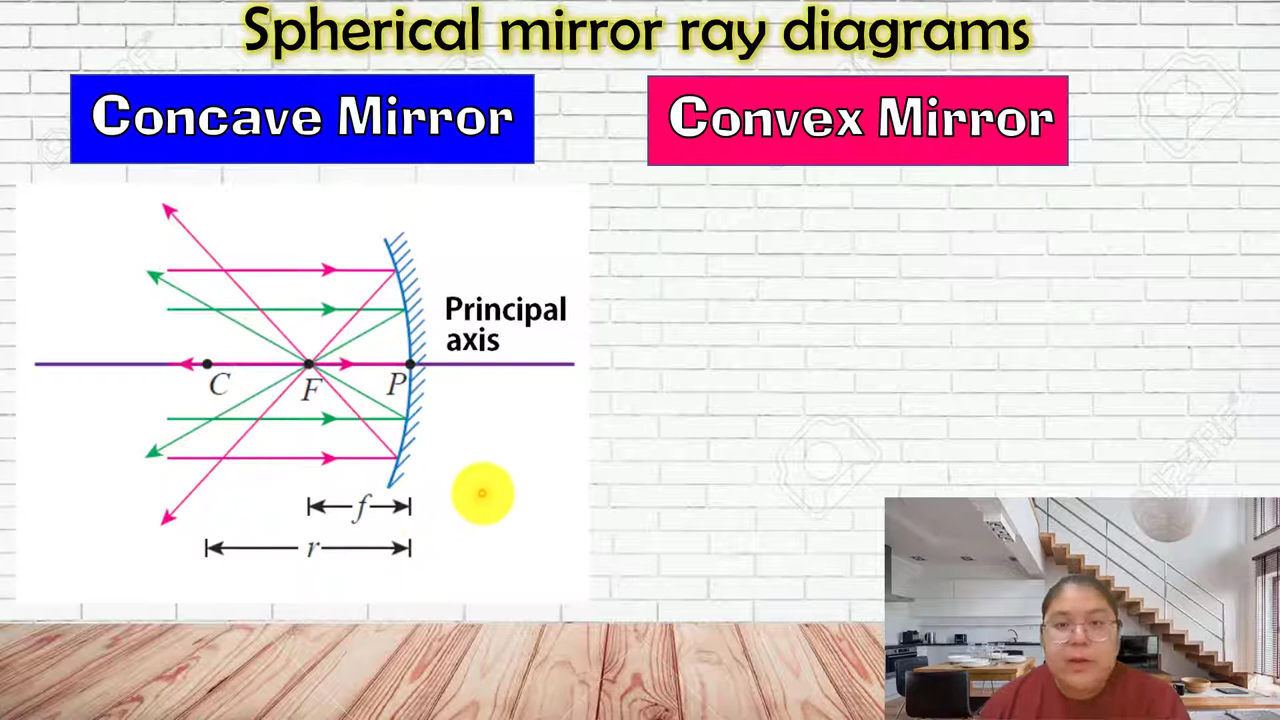 Spherical mirror ray diagrams
Concave Mirror
Convex Mirror
Principal
axis
C
F
P
f
r